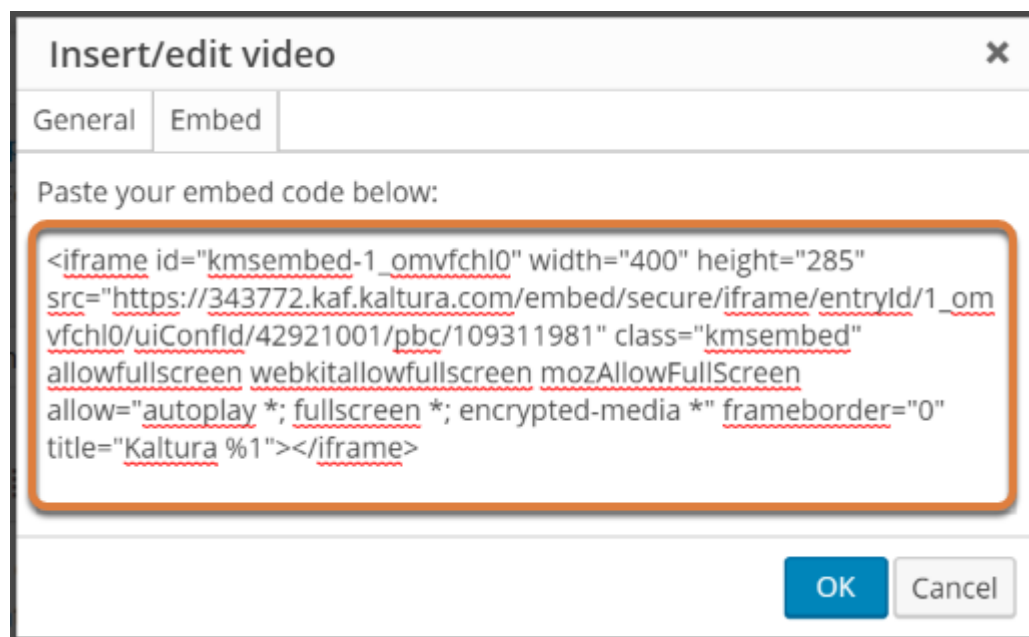 Insert/edit video
General Embed
Paste your embed code below:
<iframe id="kmsembed-1_omvfchl0" width="400" height="285"
src="https://343772.kaf.kaltura.com/embed/secure/iframe/entryId/1_om
vfchl0/uiConfId/42921001/pbc/109311981" class="kmsembed"
allowfullscreen webkitallowfullscreen mozAllowFullScreen
allow="autoplay *; fullscreen *; encrypted-media *" frameborder="0"
title="Kaltura %1"></iframe>
OK Cancel